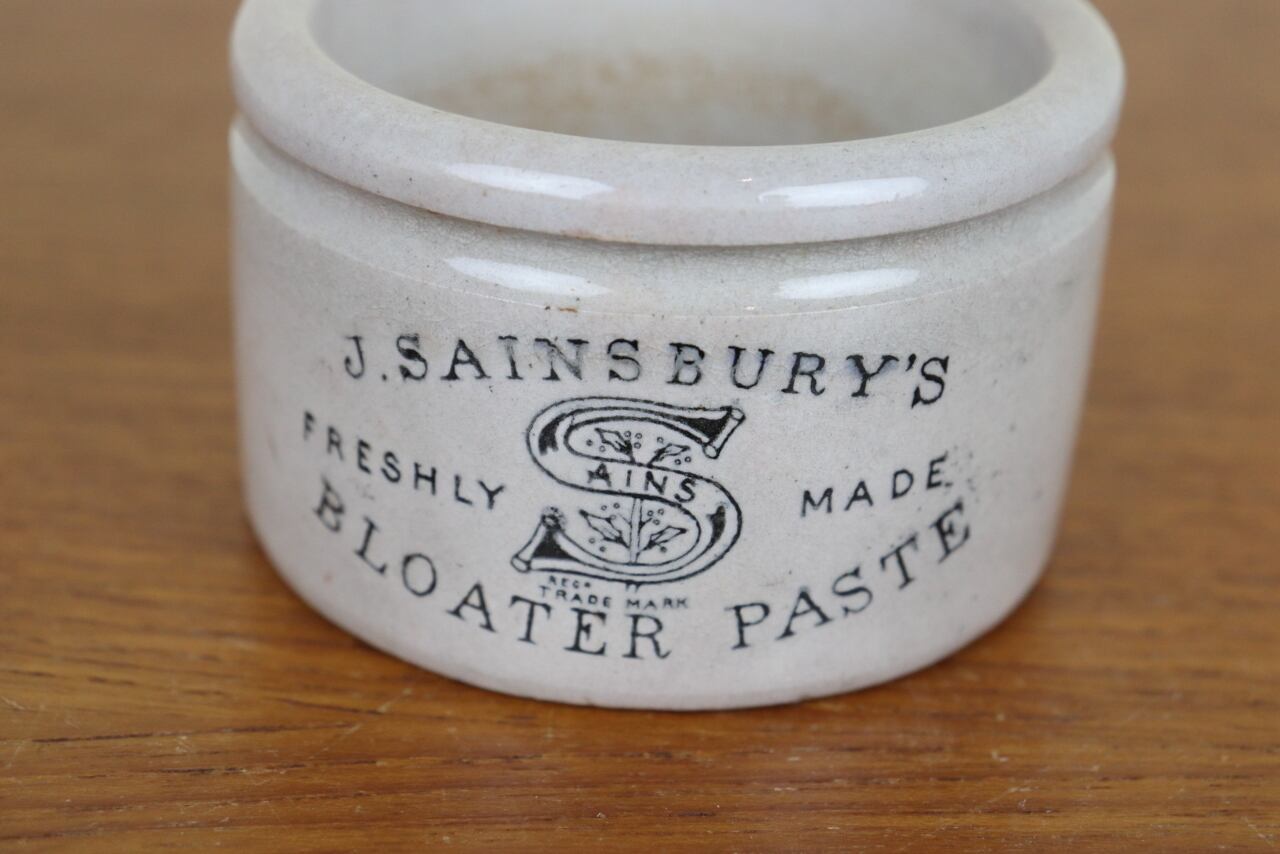 J. SAINSBURY'S
FRESHLY MADE
SAINS
REGD
TRADE MARK
BLOATER PASTE